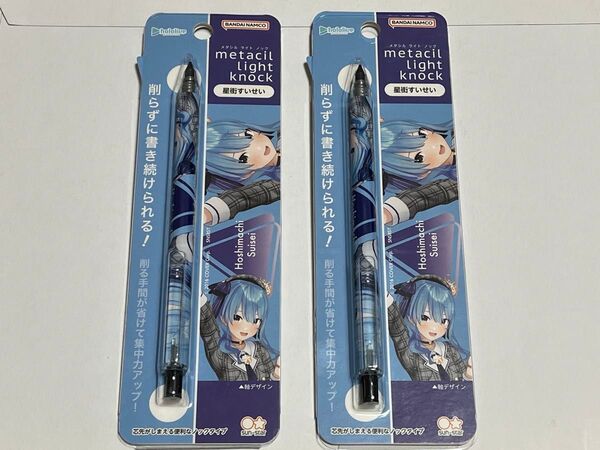 hololive
BANDAI NAMCO
メタシル ライト ノック
metacil
light
knock
星街すいせい
削らずに書き続けられる！
削る手間が省けて集中力アップ！
Hoshimachi
Suisei
▲軸デザイン
芯先がしまえる便利なノックタイプ
sun-star
hololive
BANDAI NAMCO
メタシル ライト ノック
metacil
light
knock
星街すいせい
削らずに書き続けられる！
削る手間が省けて集中力アップ！
Hoshimachi
Suisei
▲軸デザイン
芯先がしまえる便利なノックタイプ
sun-star